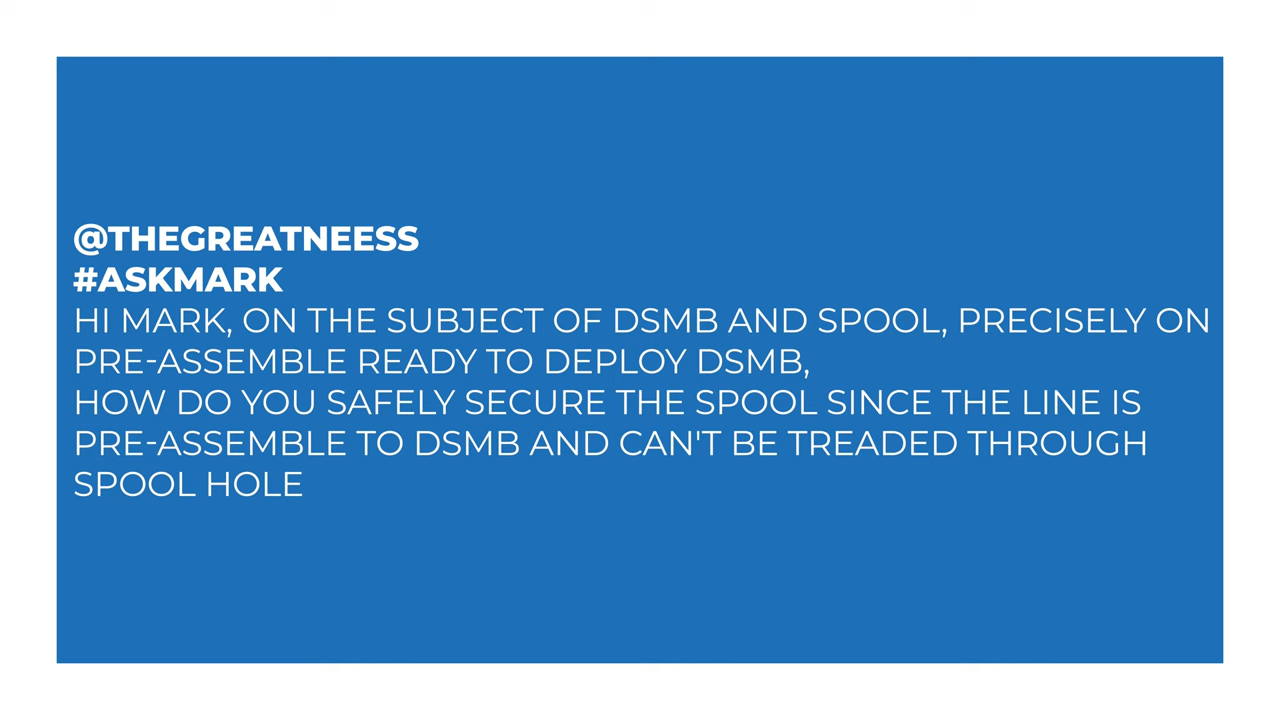 @THEGREATNEESS
#ASKMARK
HI MARK, ON THE SUBJECT OF DSMB AND SPOOL, PRECISELY ON
PRE-ASSEMBLE READY TO DEPLOY DSMB,
HOW DO YOU SAFELY SECURE THE SPOOL SINCE THE LINE IS
PRE-ASSEMBLE TO DSMB AND CAN'T BE TREADED THROUGH
SPOOL HOLE